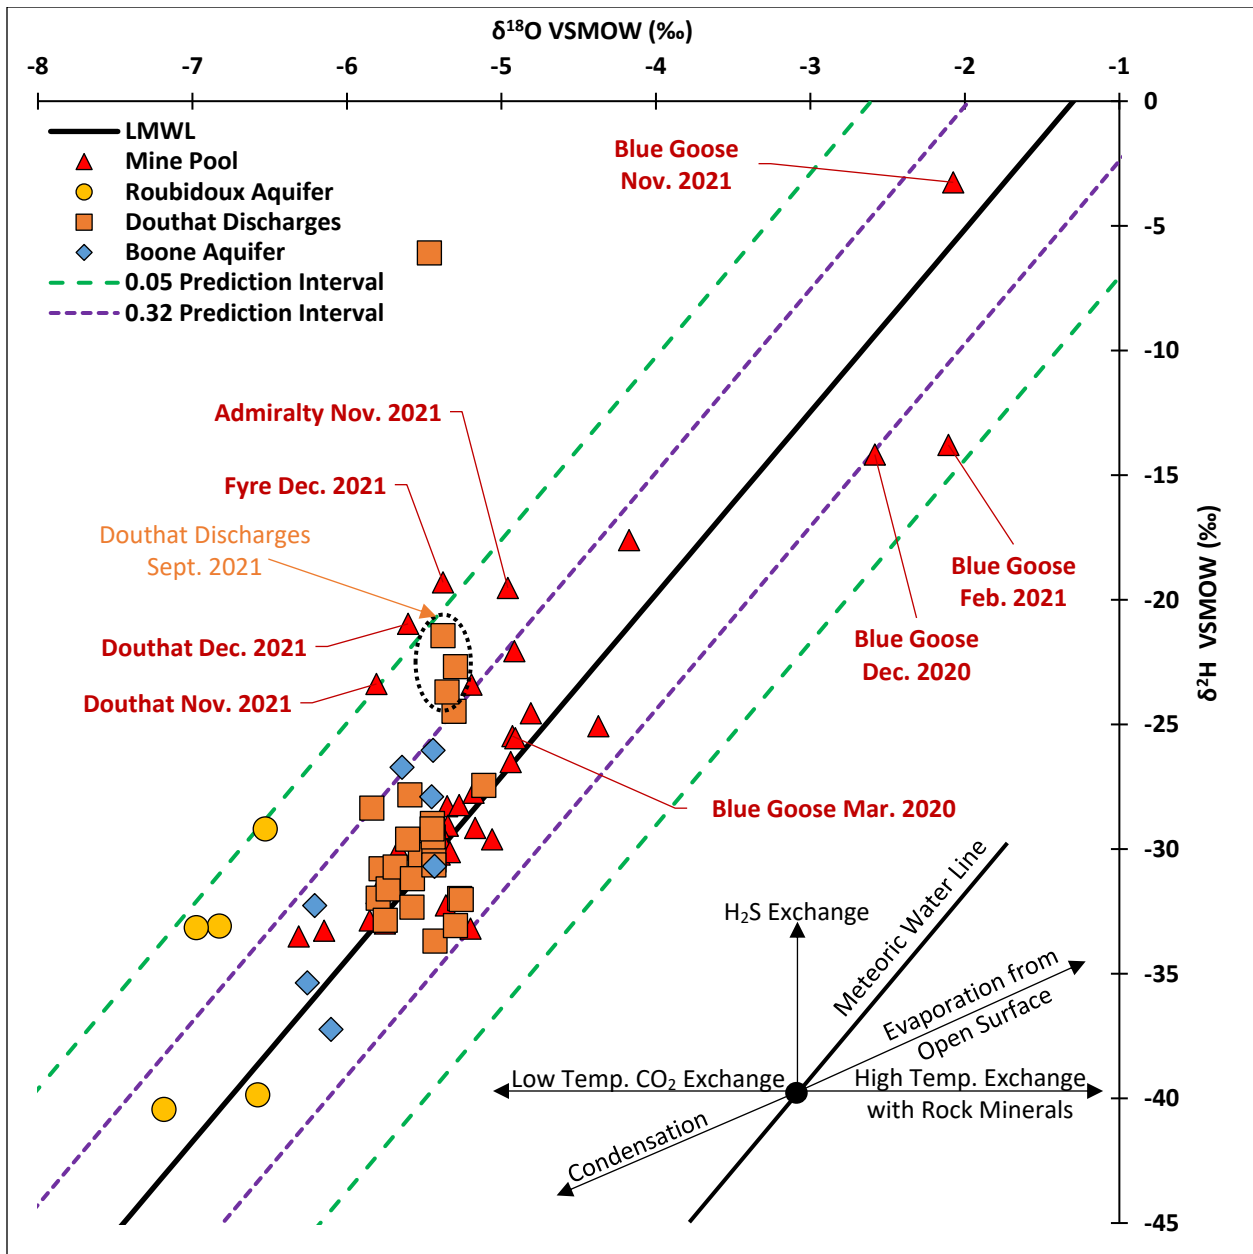 δ¹⁸O VSMOW (‰)
-8 -7 -6 -5 -4 -3 -2 -1
0
-5
-10
-15
-20
-25
-30
-35
-40
-45
δ²H VSMOW (‰)
LMWL
Mine Pool
Roubidoux Aquifer
Douthat Discharges
Boone Aquifer
0.05 Prediction Interval
0.32 Prediction Interval
Blue Goose
Nov. 2021
Admiralty Nov. 2021
Fyre Dec. 2021
Douthat Discharges
Sept. 2021
Douthat Dec. 2021
Douthat Nov. 2021
Blue Goose
Feb. 2021
Blue Goose
Dec. 2020
Blue Goose Mar. 2020
H₂S Exchange
Meteoric Water Line
Evaporation from
Open Surface
Low Temp. CO₂ Exchange
High Temp. Exchange
with Rock Minerals
Condensation